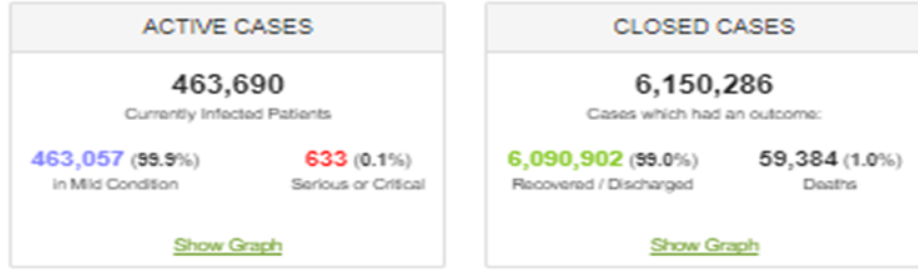 ACTIVE CASES
463,690
Currently Infected Patients
463,057 (99.9%) 633 (0.1%)
in Mild Condition Serious or Critical
Show Graph
CLOSED CASES
6,150,286
Cases which had an outcome:
6,090,902 (99.0%) 59,384 (1.0%)
Recovered / Discharged Deaths
Show Graph